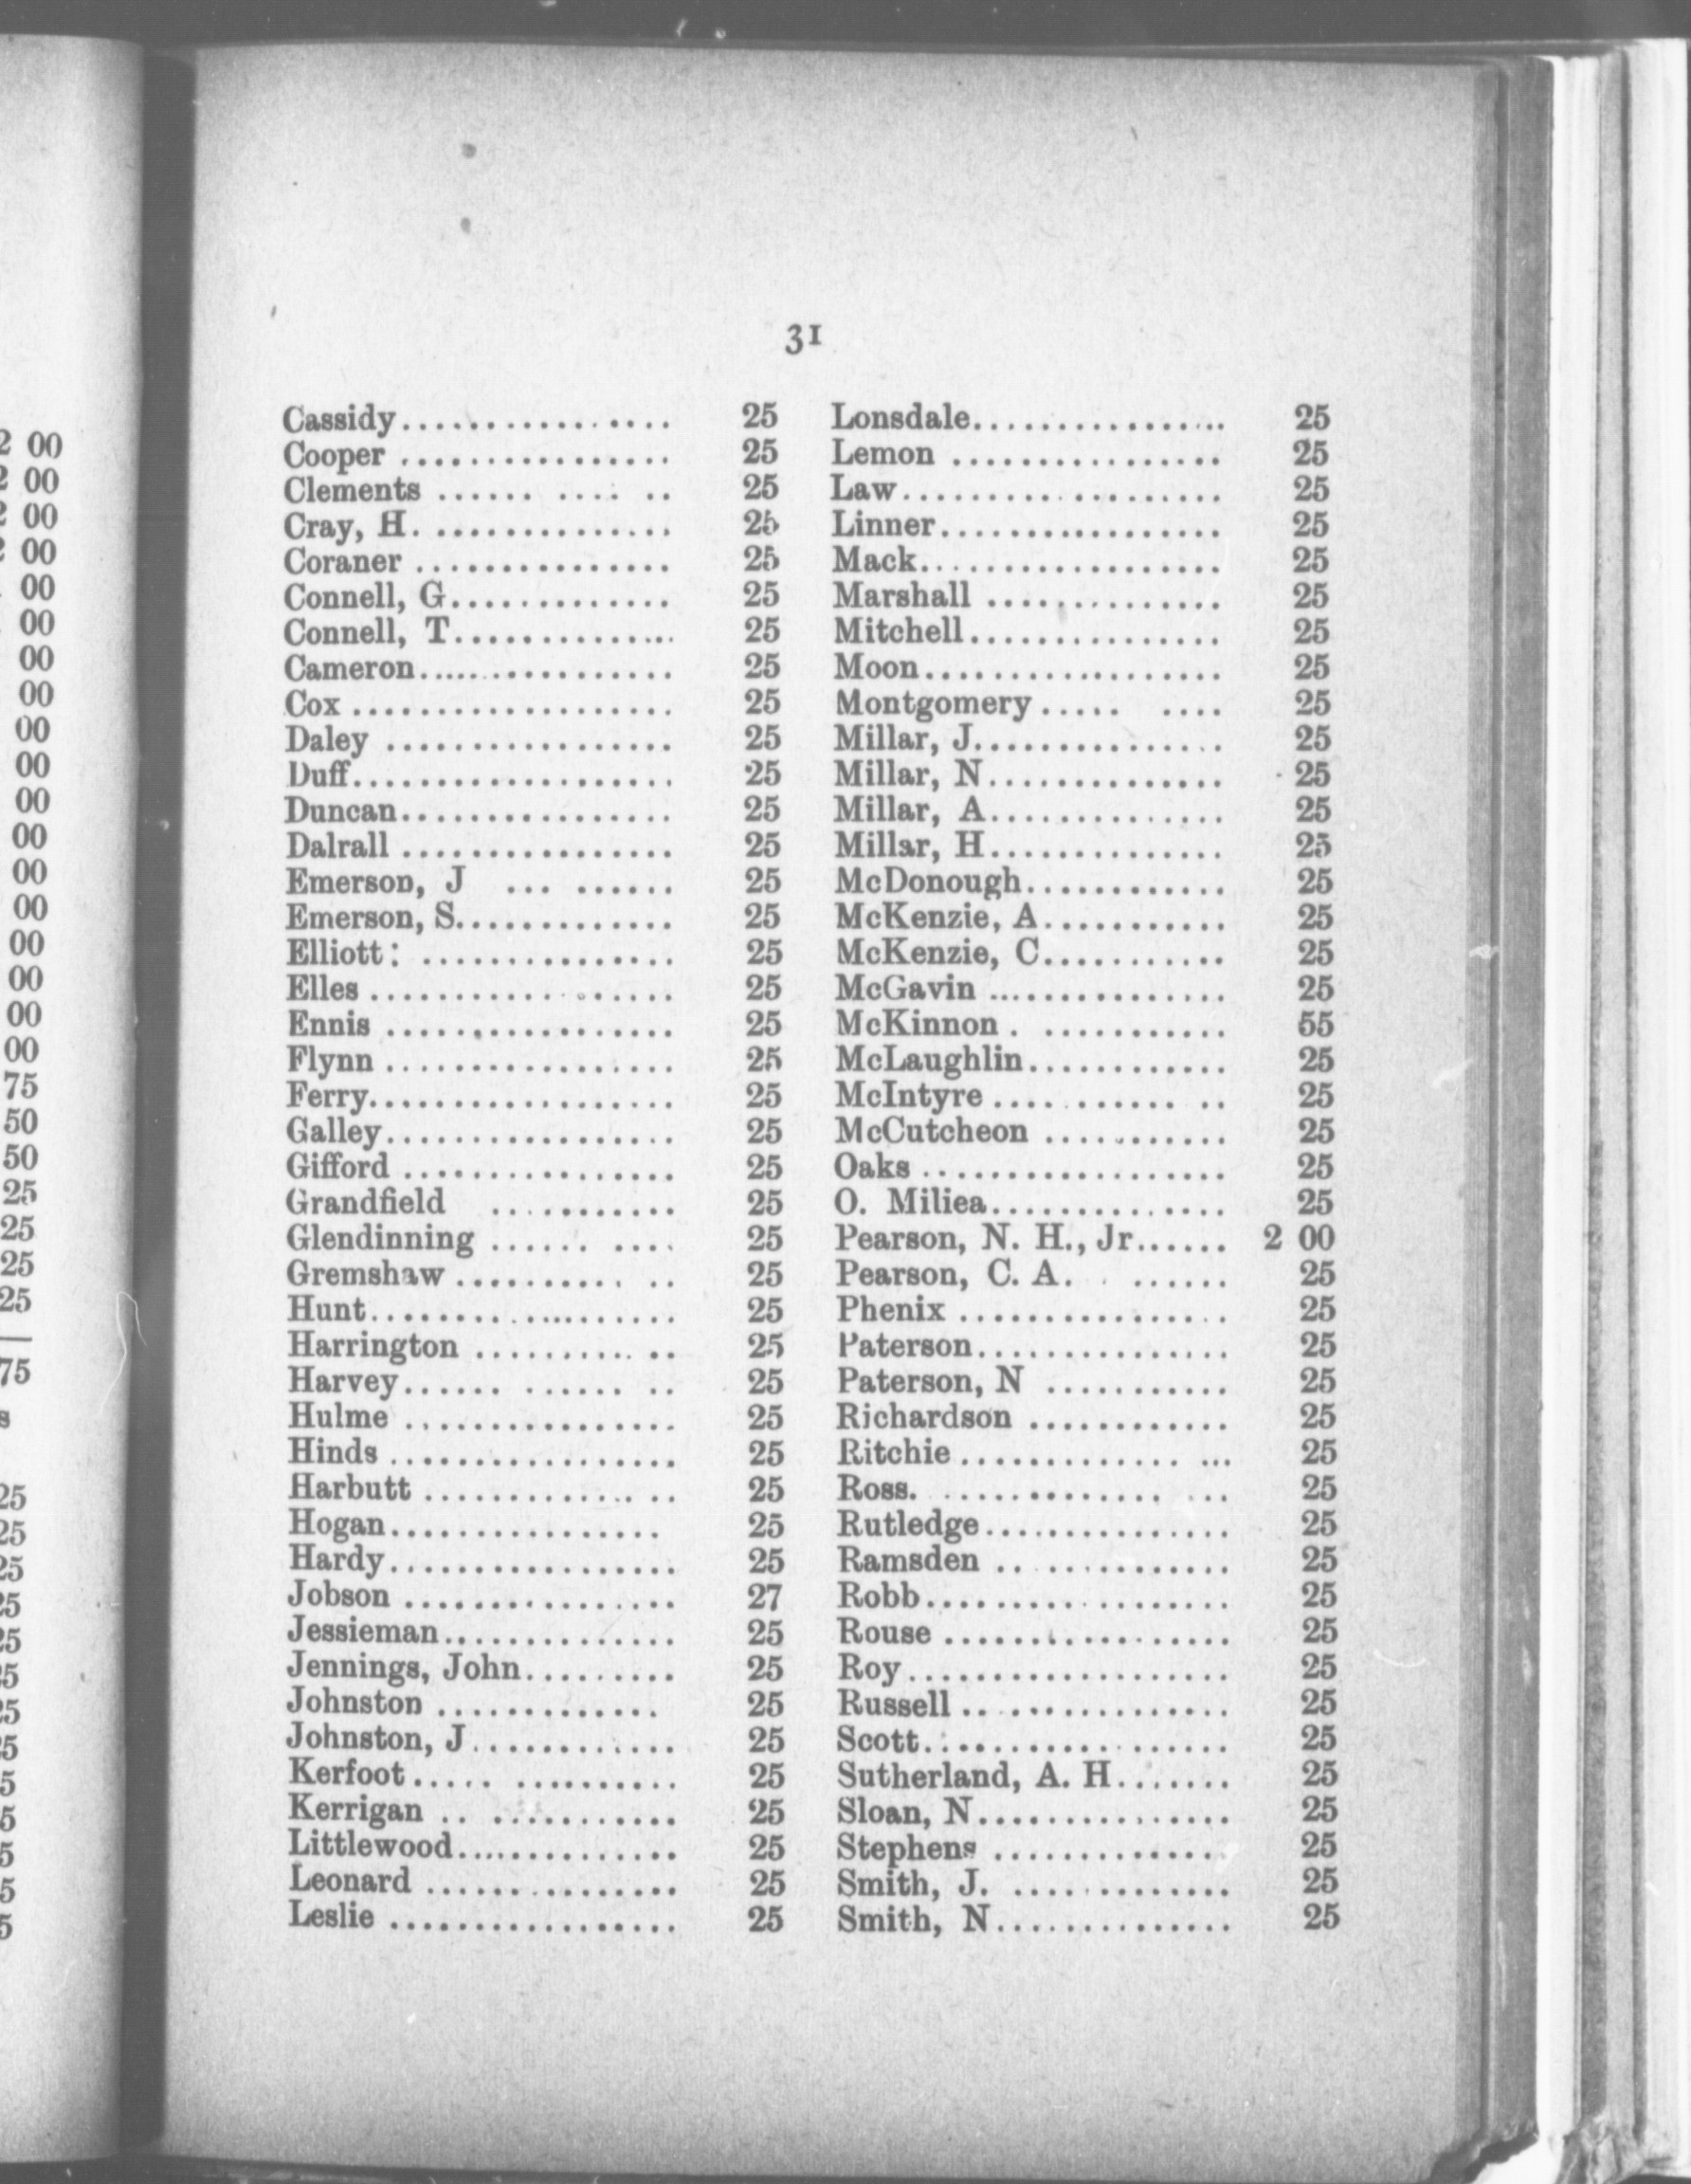 31
Cassidy.................... 25
Cooper .................... 25
Clements ...... .... .. 25
Cray, H. .............. 25
Coraner ............... 25
Connell, G............. 25
Connell, T............. 25
Cameron................ 25
Cox ................... 25
Daley ................. 25
Duff................... 25
Duncan................ 25
Dalrall ................ 25
Emerson, J ... ...... 25
Emerson, S............. 25
Elliott: ............... 25
Elles .................. 25
Ennis ................. 25
Flynn ................. 25
Ferry.................. 25
Galley................. 25
Gifford ................ 25
Grandfield ........... 25
Glendinning ...... .... 25
Gremshaw .......... .. 25
Hunt................... 25
Harrington .......... .. 25
Harvey...... ...... .. 25
Hulme ................ 25
Hinds ................. 25
Harbutt ............. .. 25
Hogan................ 25
Hardy................. 25
Jobson ................ 27
Jessieman.............. 25
Jennings, John......... 25
Johnston ............. 25
Johnston, J............ 25
Kerfoot..... .......... 25
Kerrigan .. ........... 25
Littlewood............. 25
Leonard ............... 25
Leslie ................. 25
Lonsdale............... 25
Lemon ................ 25
Law................... 25
Linner................. 25
Mack.................. 25
Marshall .............. 25
Mitchell............... 25
Moon.................. 25
Montgomery ..... .... 25
Millar, J............... 25
Millar, N.............. 25
Millar, A.............. 25
Millar, H.............. 25
McDonough............ 25
McKenzie, A........... 25
McKenzie, C........... 25
McGavin .............. 25
McKinnon . ........... 55
McLaughlin............ 25
McIntyre ........... .. 25
McCutcheon ........... 25
Oaks .................. 25
O. Miliea.............. 25
Pearson, N. H., Jr...... 2 00
Pearson, C. A. . ...... 25
Phenix ................ 25
Paterson............... 25
Paterson, N ........... 25
Richardson ............ 25
Ritchie ............. ... 25
Ross. ............. ... 25
Rutledge............... 25
Ramsden .. ............ 25
Robb.................. 25
Rouse ................. 25
Roy................... 25
Russell .. .............. 25
Scott.................. 25
Sutherland, A. H....... 25
Sloan, N............... 25
Stephens .............. 25
Smith, J. ............. 25
Smith, N.............. 25